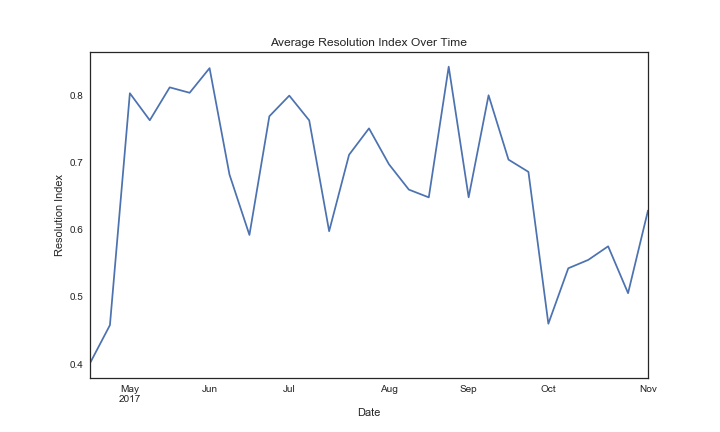 Average Resolution Index Over Time
Resolution Index
0.8
0.7
0.6
0.5
0.4
May Jun Jul Aug Sep Oct Nov
2017
Date